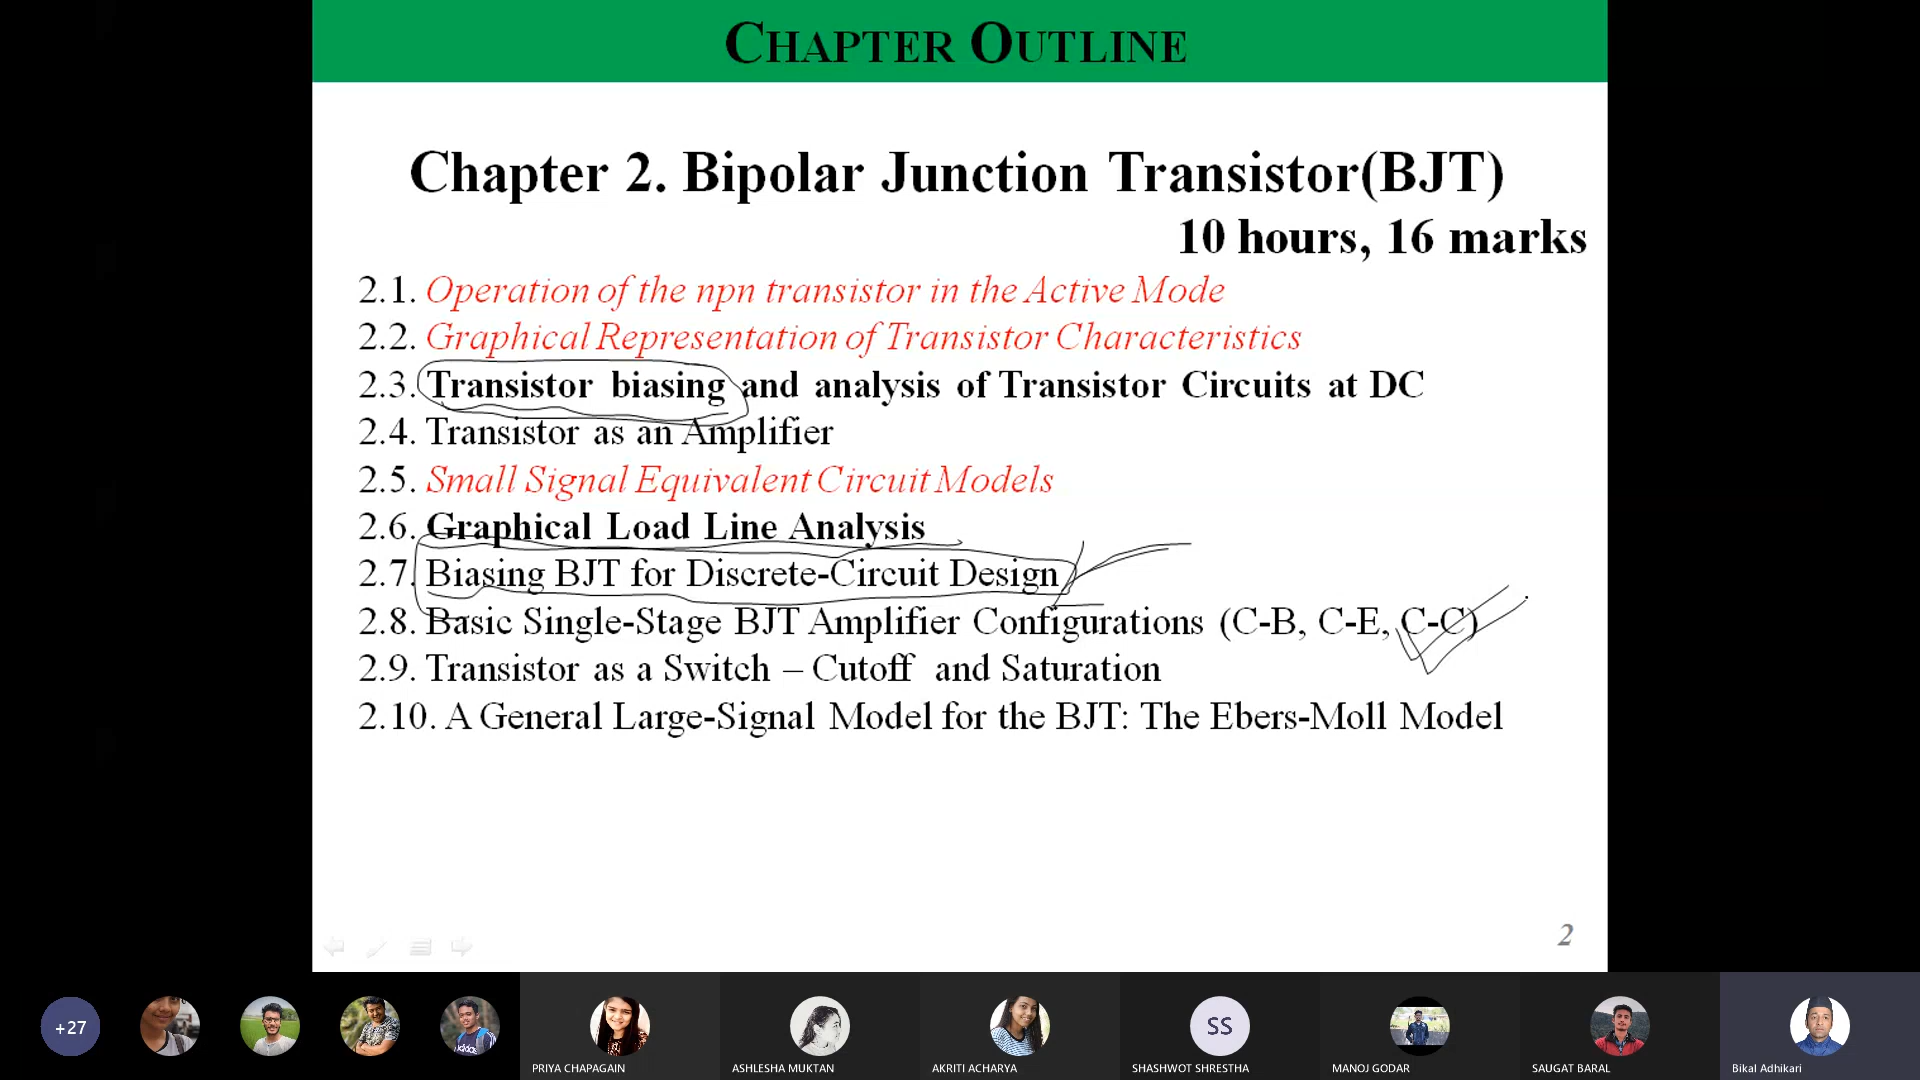 CHAPTER OUTLINE
Chapter 2. Bipolar Junction Transistor(BJT)
10 hours, 16 marks
2.1. Operation of the npn transistor in the Active Mode
2.2. Graphical Representation of Transistor Characteristics
2.3. Transistor biasing and analysis of Transistor Circuits at DC
2.4. Transistor as an Amplifier
2.5. Small Signal Equivalent Circuit Models
2.6. Graphical Load Line Analysis
2.7. Biasing BJT for Discrete-Circuit Design
2.8. Basic Single-Stage BJT Amplifier Configurations (C-B, C-E, C-C)
2.9. Transistor as a Switch – Cutoff and Saturation
2.10. A General Large-Signal Model for the BJT: The Ebers-Moll Model
2
+27
SS
PRIYA CHAPAGAIN
ASHLESHA MUKTAN
AKRITI ACHARYA
SHASHWOT SHRESTHA
MANOJ GODAR
SAUGAT BARAL
Bikal Adhikari